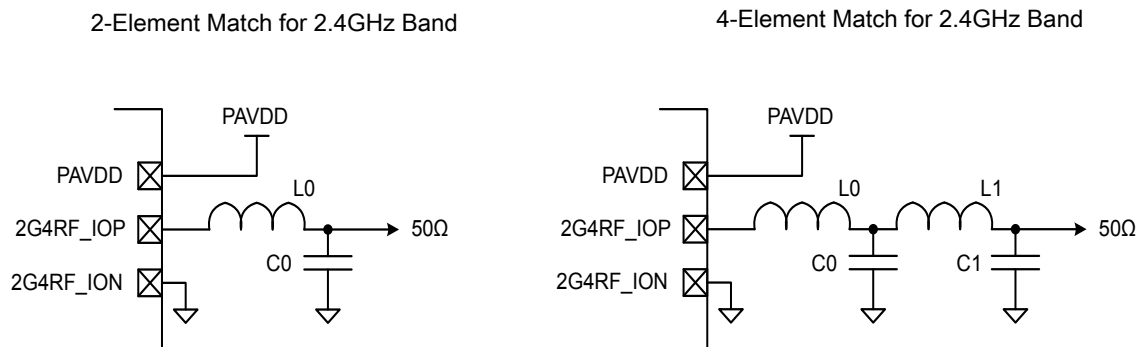 2-Element Match for 2.4GHz Band
PAVDD
PAVDD
L0
2G4RF_IOP
50Ω
C0
2G4RF_ION
4-Element Match for 2.4GHz Band
PAVDD
PAVDD
L0
L1
2G4RF_IOP
50Ω
C0
C1
2G4RF_ION